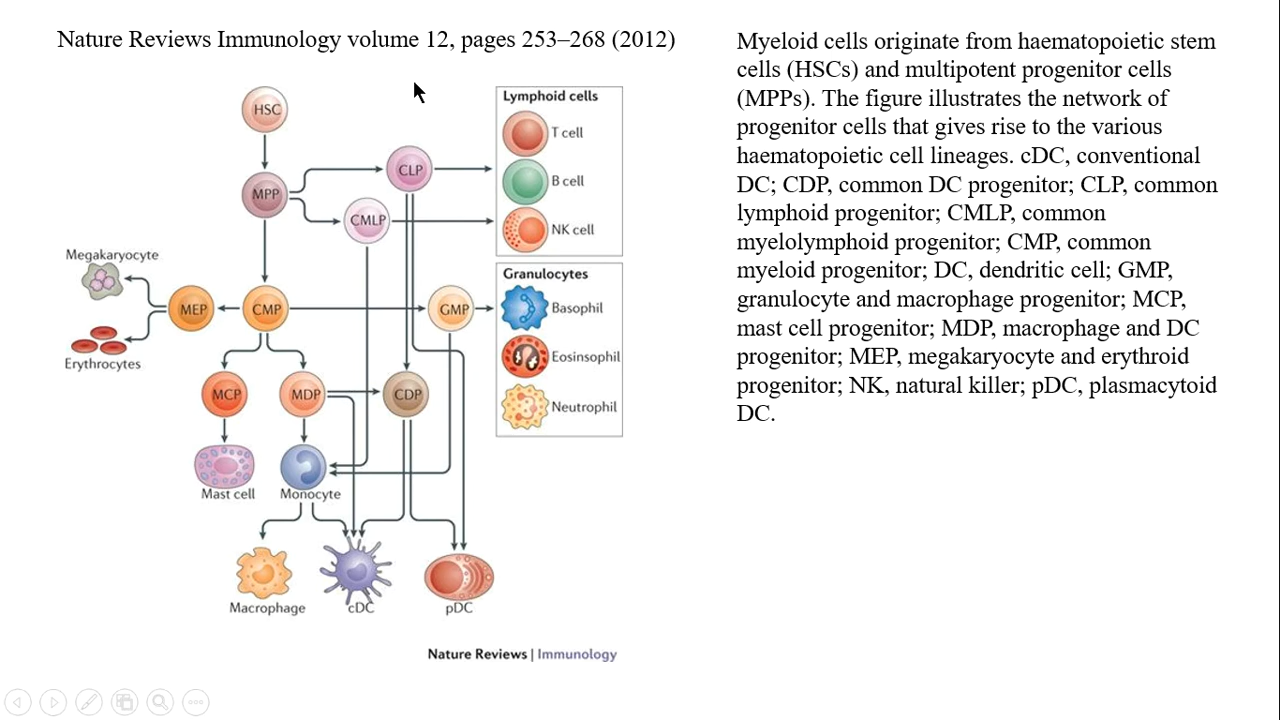 Nature Reviews Immunology volume 12, pages 253–268 (2012)
HSC
MPP
CLP
CMLP
Lymphoid cells
T cell
B cell
NK cell
Megakaryocyte
Erythrocytes
MEP
CMP
GMP
Granulocytes
Basophil
Eosinsophil
Neutrophil
MCP
MDP
CDP
Mast cell
Monocyte
Macrophage
cDC
pDC
Nature Reviews | Immunology
Myeloid cells originate from haematopoietic stem
cells (HSCs) and multipotent progenitor cells
(MPPs). The figure illustrates the network of
progenitor cells that gives rise to the various
haematopoietic cell lineages. cDC, conventional
DC; CDP, common DC progenitor; CLP, common
lymphoid progenitor; CMLP, common
myelolymphoid progenitor; CMP, common
myeloid progenitor; DC, dendritic cell; GMP,
granulocyte and macrophage progenitor; MCP,
mast cell progenitor; MDP, macrophage and DC
progenitor; MEP, megakaryocyte and erythroid
progenitor; NK, natural killer; pDC, plasmacytoid
DC.